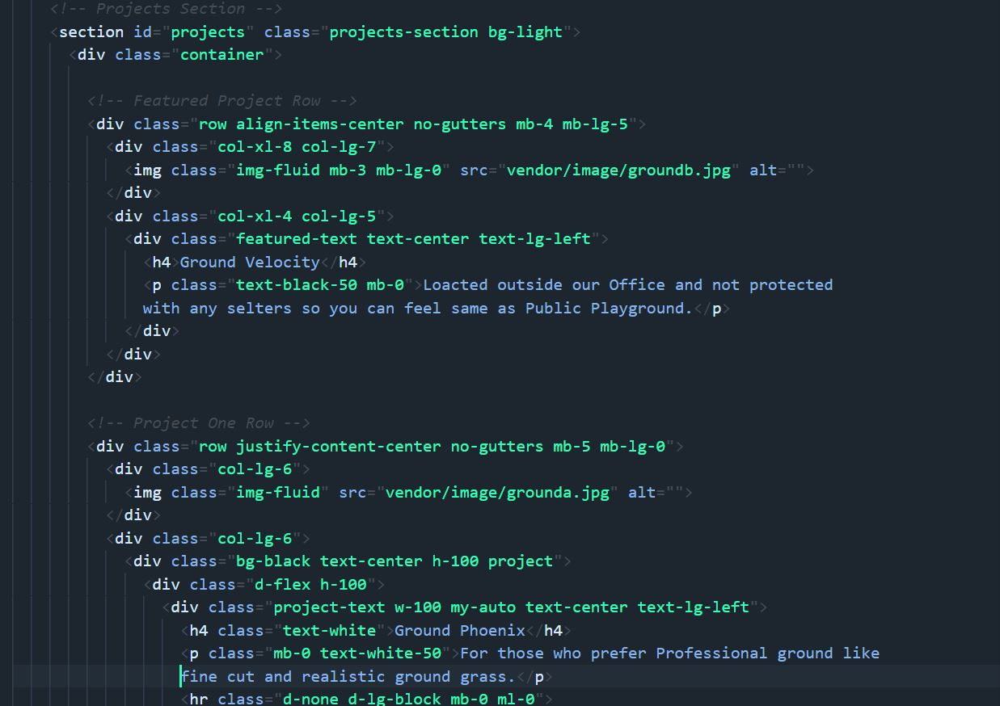 <!-- Projects Section -->
<section id="projects" class="projects-section bg-light">
<div class="container">
<!-- Featured Project Row -->
<div class="row align-items-center no-gutters mb-4 mb-lg-5">
<div class="col-xl-8 col-lg-7">
<img class="img-fluid mb-3 mb-lg-0" src="vendor/image/groundb.jpg" alt="">
</div>
<div class="col-xl-4 col-lg-5">
<div class="featured-text text-center text-lg-left">
<h4>Ground Velocity</h4>
<p class="text-black-50 mb-0">Loacted outside our Office and not protected
with any selters so you can feel same as Public Playground.</p>
</div>
</div>
</div>
<!-- Project One Row -->
<div class="row justify-content-center no-gutters mb-5 mb-lg-0">
<div class="col-lg-6">
<img class="img-fluid" src="vendor/image/grounda.jpg" alt="">
</div>
<div class="col-lg-6">
<div class="bg-black text-center h-100 project">
<div class="d-flex h-100">
<div class="project-text w-100 my-auto text-center text-lg-left">
<h4 class="text-white">Ground Phoenix</h4>
<p class="mb-0 text-white-50">For those who prefer Professional ground like
fine cut and realistic ground grass.</p>
<hr class="d-none d-lg-block mb-0 ml-0">